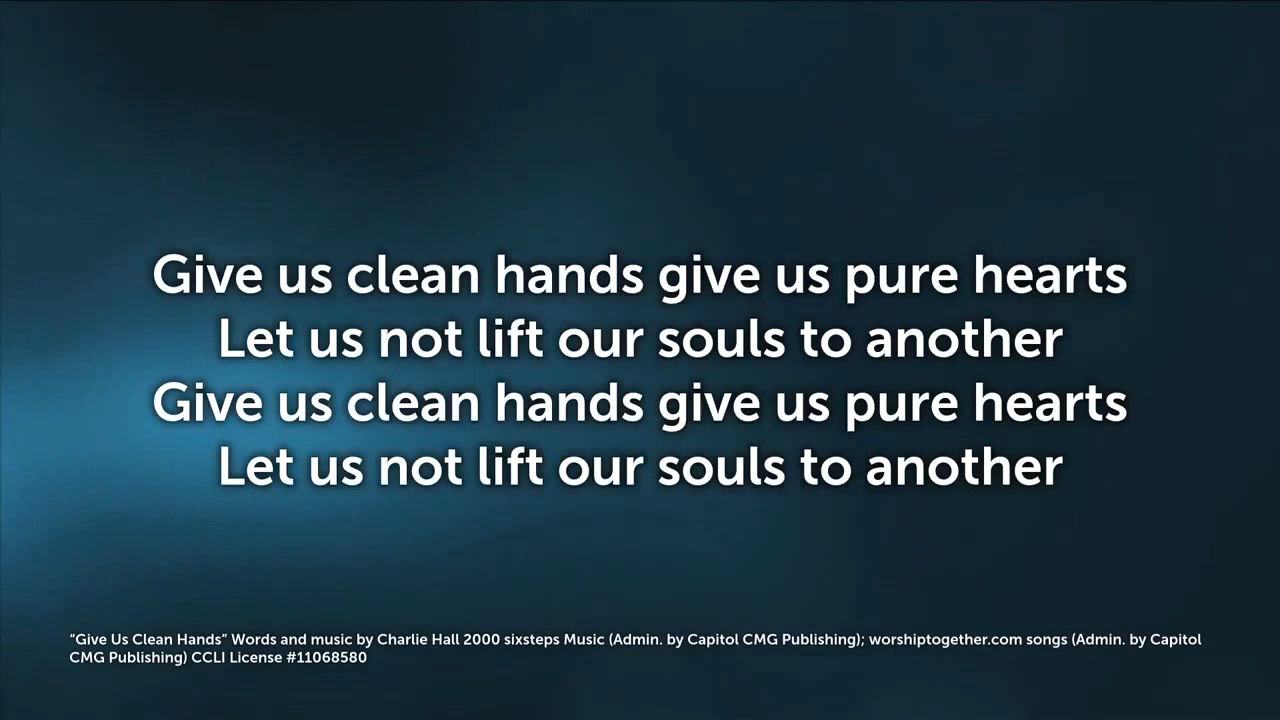 Give us clean hands give us pure hearts
Let us not lift our souls to another
Give us clean hands give us pure hearts
Let us not lift our souls to another
“Give Us Clean Hands” Words and music by Charlie Hall 2000 sixsteps Music (Admin. by Capitol CMG Publishing); worshiptogether.com songs (Admin. by Capitol
CMG Publishing) CCLI License #11068580